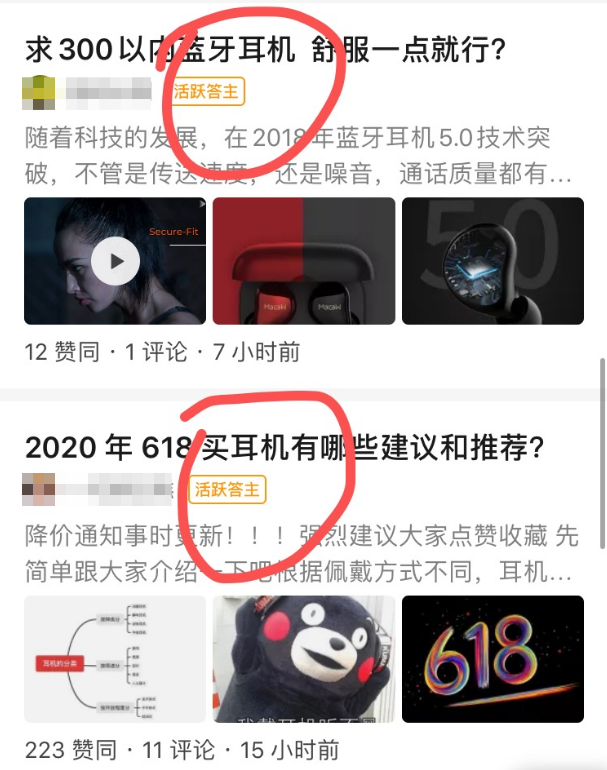 求300以内蓝牙耳机 舒服一点就行?
活跃答主
随着科技的发展，在2018年蓝牙耳机5.0技术突
破，不管是传送速度，还是噪音，通话质量都有...
Secure-Fit
Macaw
Macaw
5.0
12 赞同 · 1 评论 · 7 小时前
2020 年 618 买耳机有哪些建议和推荐?
活跃答主
降价通知事时更新！！！强烈建议大家点赞收藏 先
简单跟大家介绍一下吧根据佩戴方式不同，耳机...
耳机的分类
618
223 赞同 · 11 评论 · 15 小时前